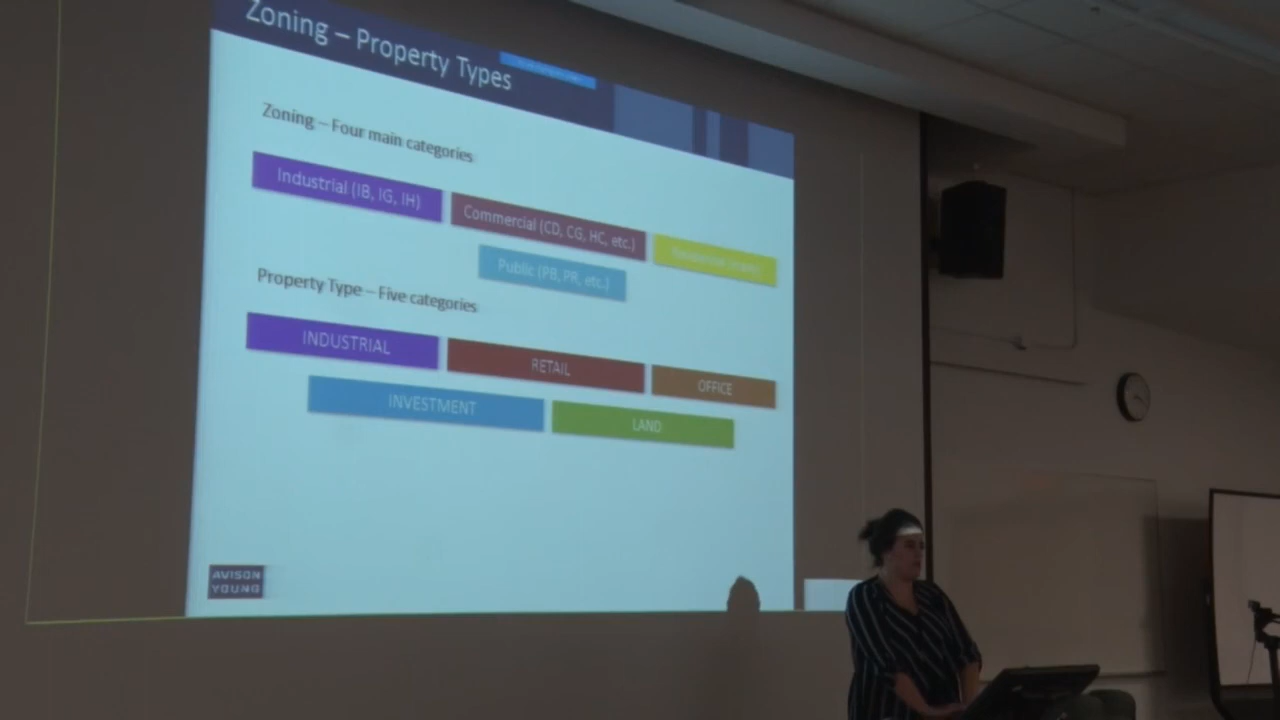 Zoning – Property Types
Zoning – Four main categories
Industrial (IB, IG, IH)
Commercial (CD, CG, HC, etc.)
Public (PB, PR, etc.)
Property Type – Five categories
INDUSTRIAL
RETAIL
OFFICE
INVESTMENT
LAND
AVISON
YOUNG